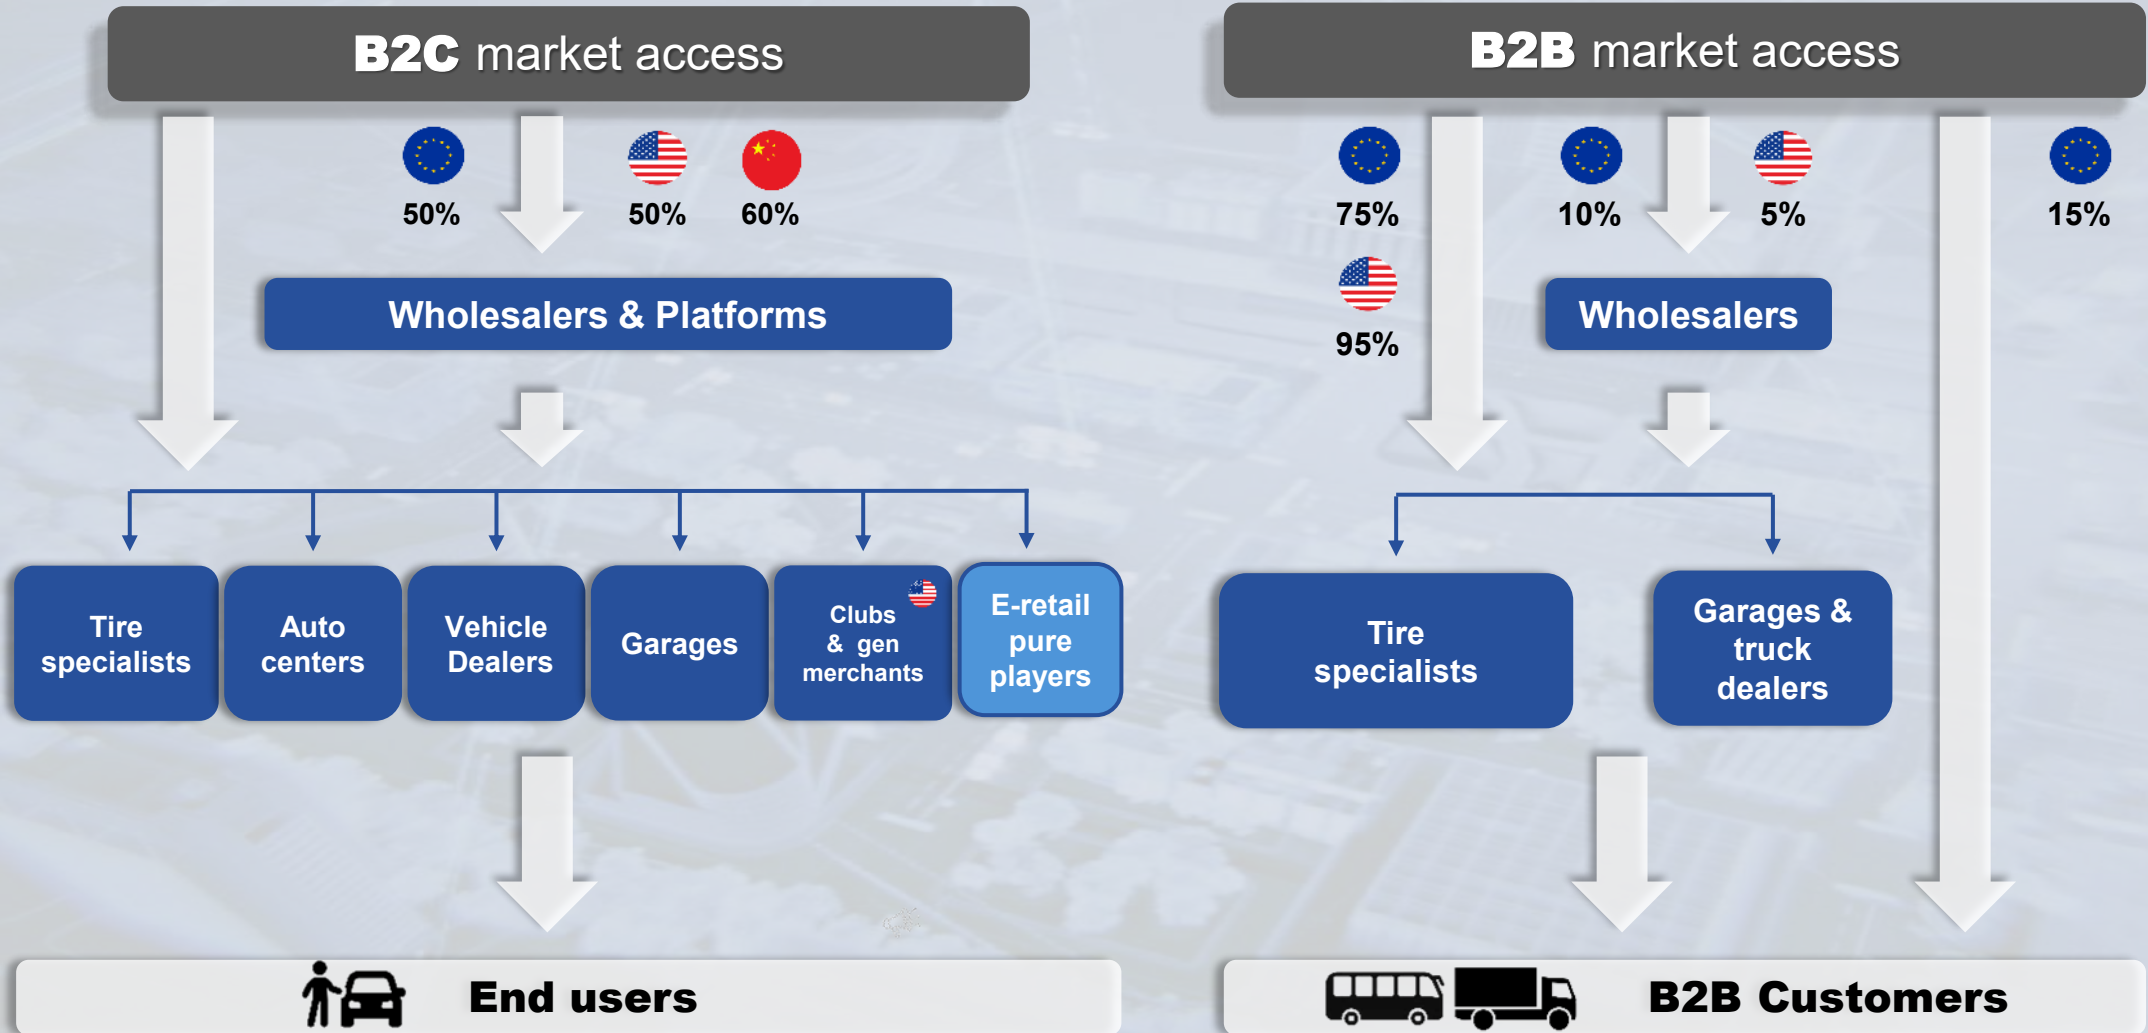 B2C market access
50%
50%
60%
Wholesalers & Platforms
Tire
specialists
Auto
centers
Vehicle
Dealers
Garages
Clubs
& gen
merchants
E-retail
pure
players
End users
B2B market access
75%
10%
5%
15%
95%
Wholesalers
Tire
specialists
Garages &
truck
dealers
B2B Customers